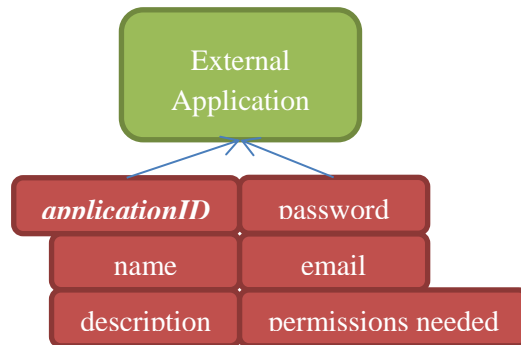 External
Application
applicationID password
name email
description permissions needed